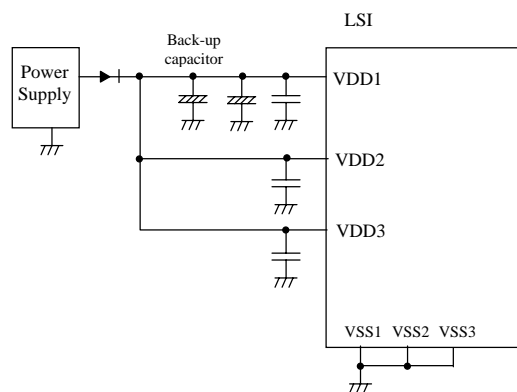 LSI
Back-up
capacitor
Power
Supply
VDD1
VDD2
VDD3
VSS1 VSS2 VSS3